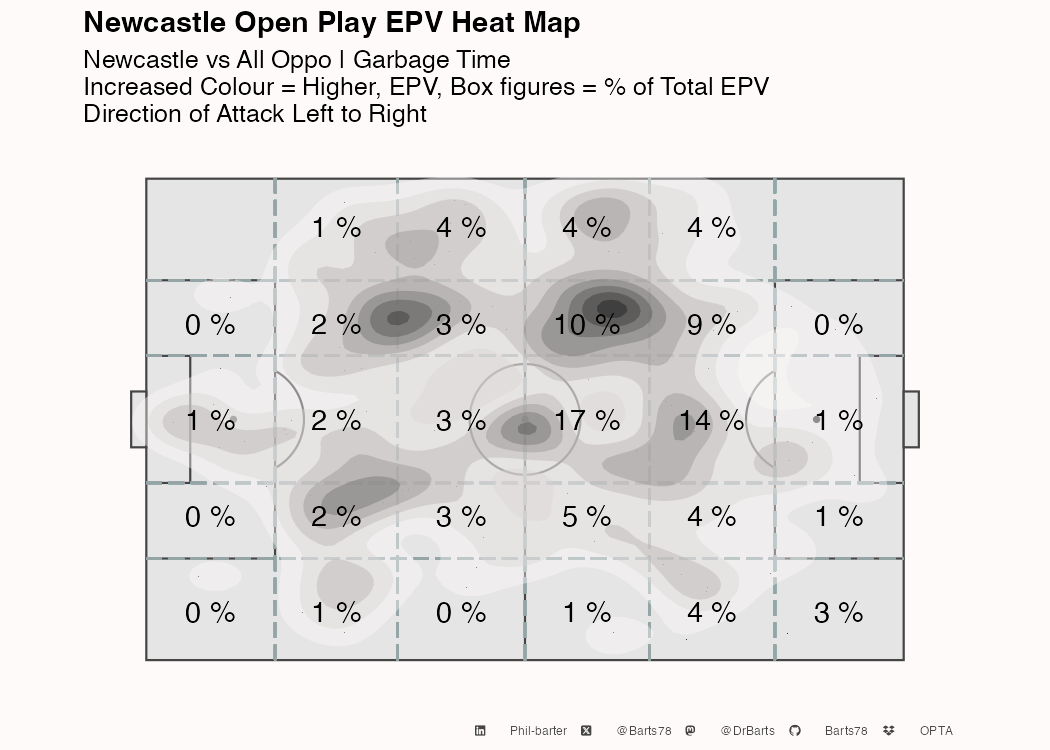 Newcastle Open Play EPV Heat Map
Newcastle vs All Oppo | Garbage Time
Increased Colour = Higher, EPV, Box figures = % of Total EPV
Direction of Attack Left to Right
1 % 4 % 4 % 4 %
0 % 2 % 3 % 10 % 9 % 0 %
1 % 2 % 3 % 17 % 14 % 1 %
0 % 2 % 3 % 5 % 4 % 1 %
0 % 1 % 0 % 1 % 4 % 3 %
Phil-barter @Barts78 @DrBarts Barts78 OPTA